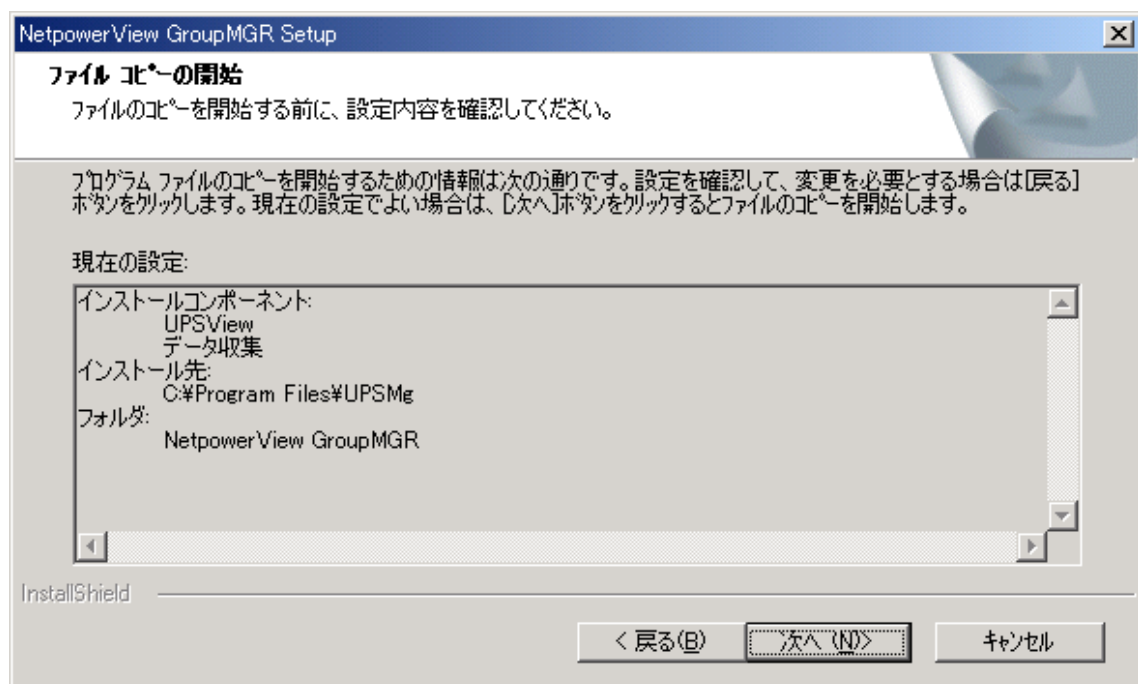 NetpowerView GroupMGR Setup
ファイル コピーの開始
ファイルのコピーを開始する前に、設定内容を確認してください。
プログラム ファイルのコピーを開始するための情報は次の通りです。設定を確認して、変更を必要とする場合は[戻る]
ボタンをクリックします。現在の設定でよい場合は、[次へ]ボタンをクリックするとファイルのコピーを開始します。
現在の設定:
インストールコンポーネント:
UPSView
データ収集
インストール先:
C:¥Program Files¥UPSMg
フォルダ:
NetpowerView GroupMGR
InstallShield
< 戻る(B)
次へ (N)>
キャンセル